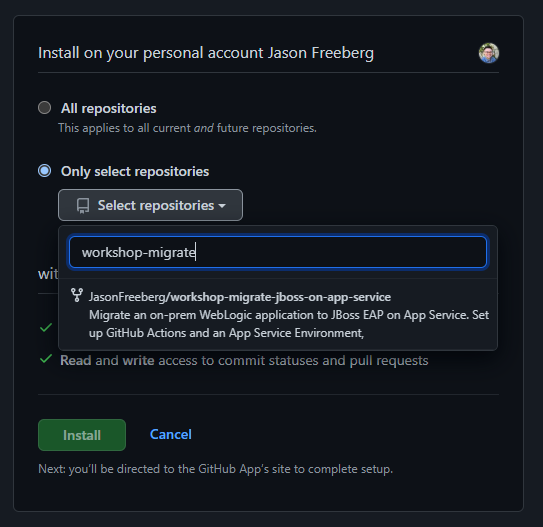 Install on your personal account Jason Freeberg
All repositories
This applies to all current and future repositories.
Only select repositories
Select repositories
workshop-migrate
wit
JasonFreeberg/workshop-migrate-jboss-on-app-service
Migrate an on-prem WebLogic application to JBoss EAP on App Service. Set
up GitHub Actions and an App Service Environment,
Read and write access to commit statuses and pull requests
Install Cancel
Next: you'll be directed to the GitHub App's site to complete setup.